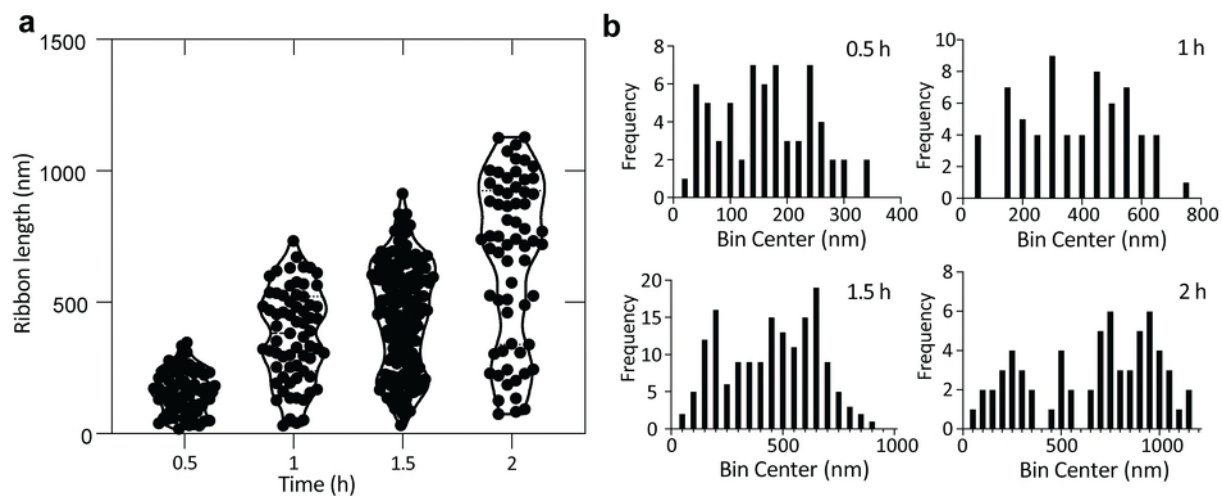 a
1500
1000
500
0
Ribbon length (nm)
0.5 1 1.5 2
Time (h)
b
0.5 h
8
6
4
2
0
Frequency
0 100 200 300 400
Bin Center (nm)
1 h
10
8
6
4
2
0
Frequency
0 200 400 600 800
Bin Center (nm)
1.5 h
20
15
10
5
0
Frequency
0 500 1000
Bin Center (nm)
2 h
8
6
4
2
0
Frequency
0 500 1000
Bin Center (nm)